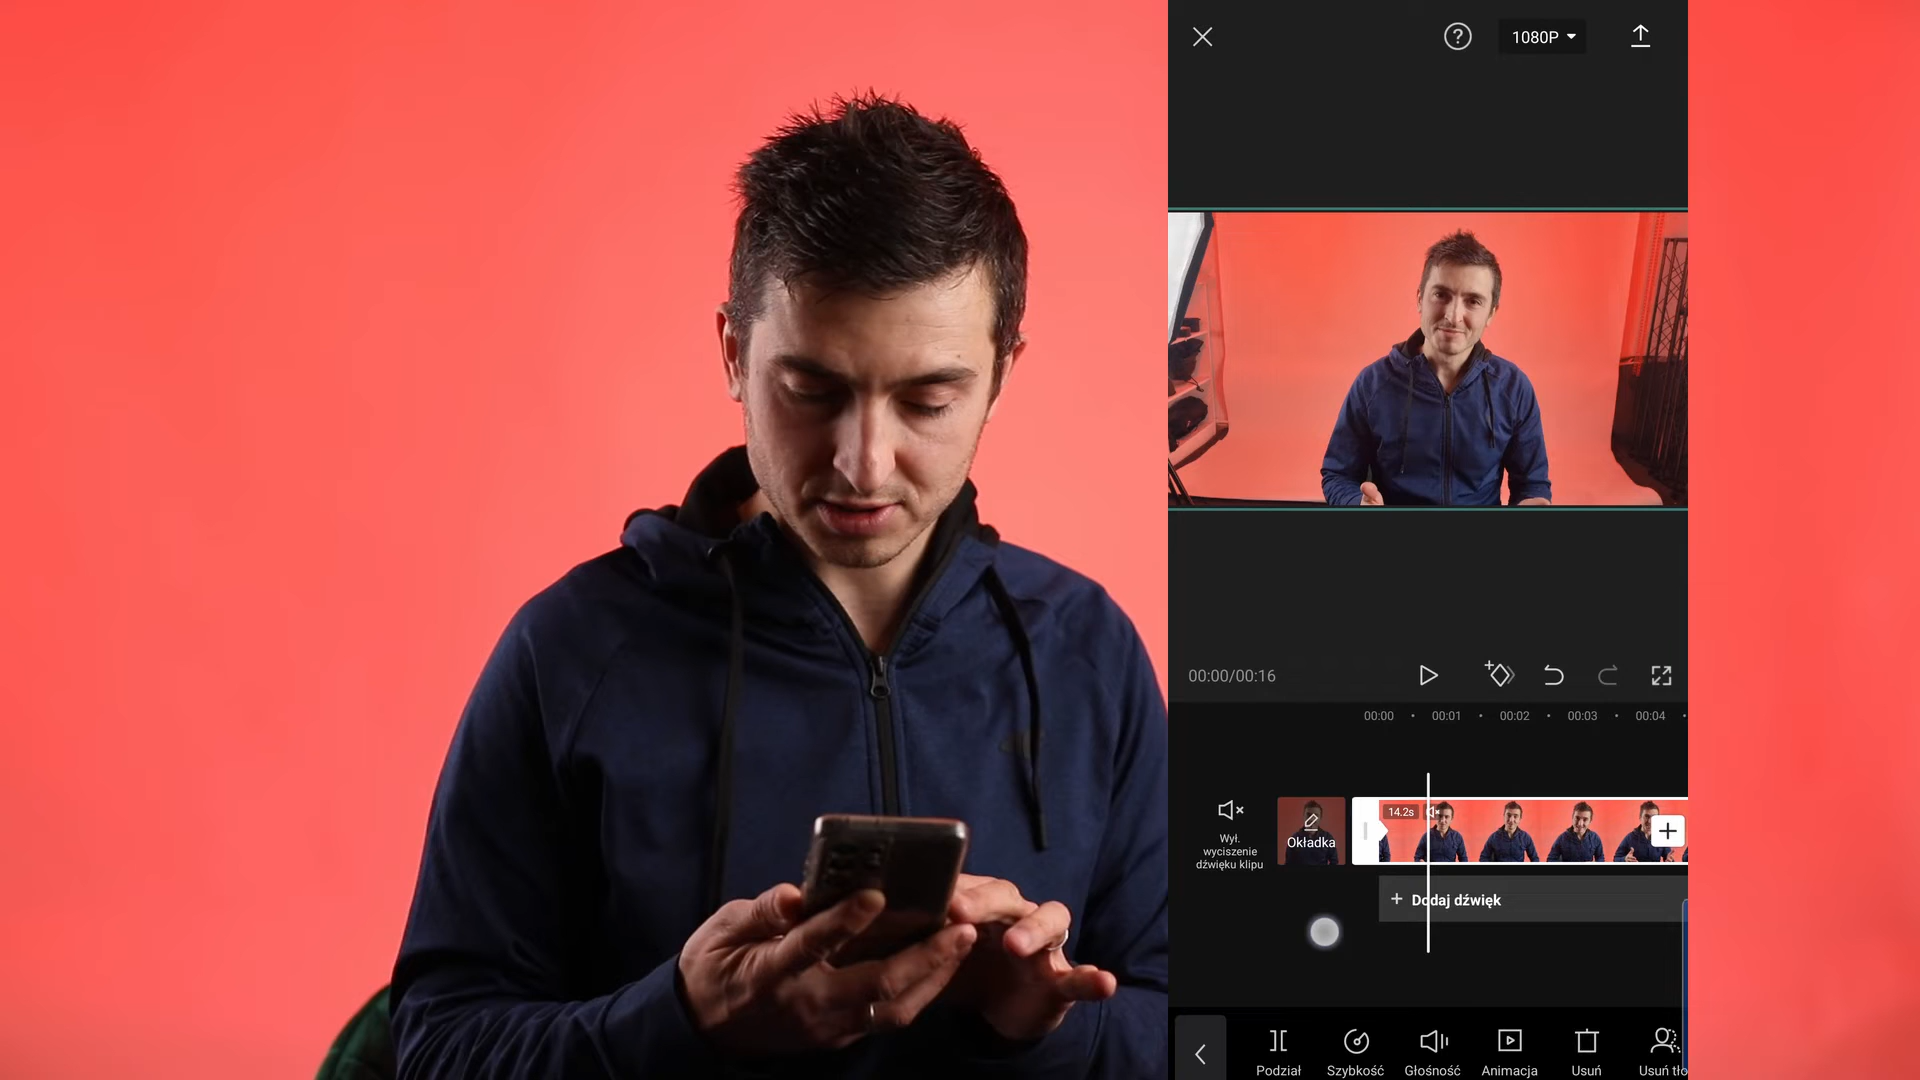 1080P
00:00/00:16
00:00 00:01 00:02 00:03 00:04
14.2s
Wył.
wyciszenie
dźwięku klipu
Okładka
+ Dodaj dźwięk
Podział Szybkość Głośność Animacja Usuń Usuń tło